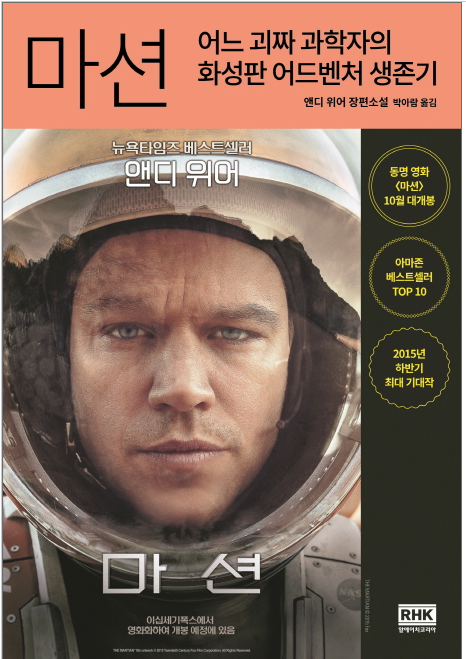 마션
어느 괴짜 과학자의
화성판 어드벤처 생존기
앤디 위어 장편소설 박아람 옮김
뉴욕타임즈 베스트셀러
앤디 위어
동명 영화
〈마션〉
10월 대개봉
아마존
베스트셀러
TOP 10
2015년
하반기
최대 기대작
마 션
이십세기폭스에서
영화화하여 개봉 예정에 있음
RHK
알에이치코리아